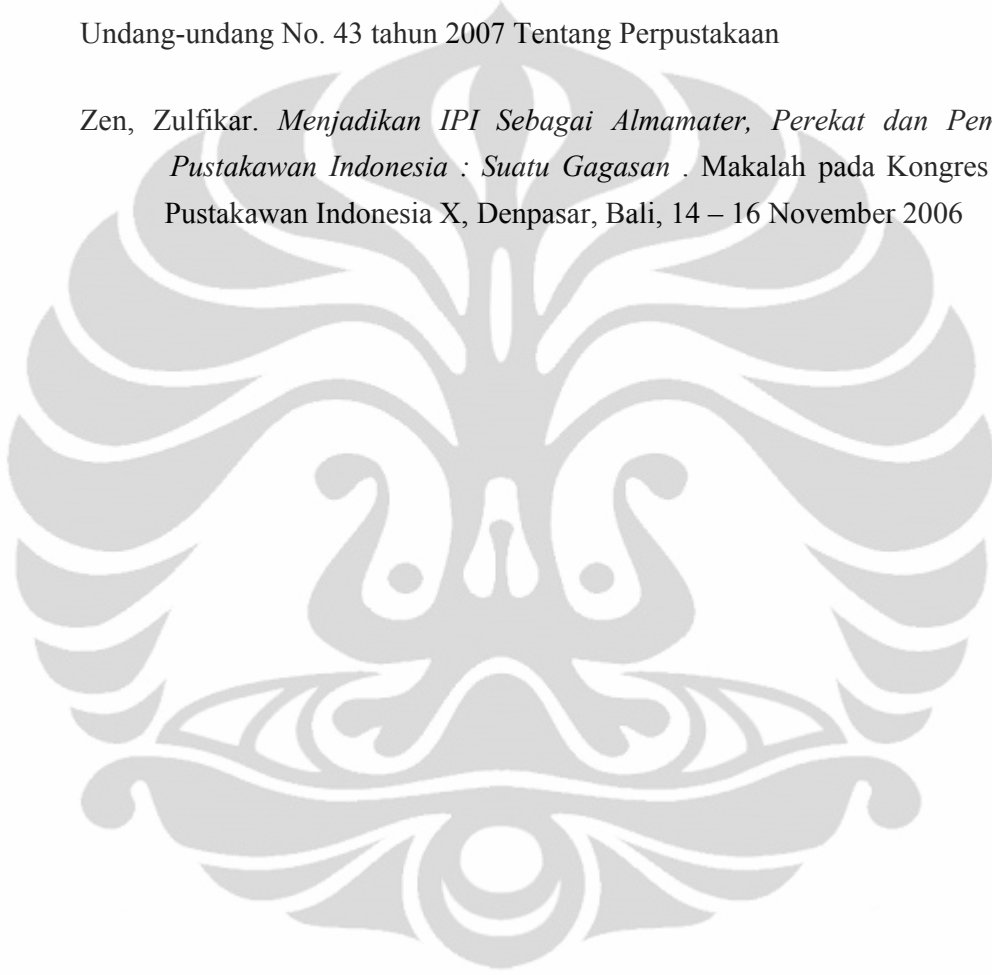 Undang-undang No. 43 tahun 2007 Tentang Perpustakaan
Zen, Zulfikar. Menjadikan IPI Sebagai Almamater, Perekat dan Pem
Pustakawan Indonesia : Suatu Gagasan . Makalah pada Kongres
Pustakawan Indonesia X, Denpasar, Bali, 14 – 16 November 2006